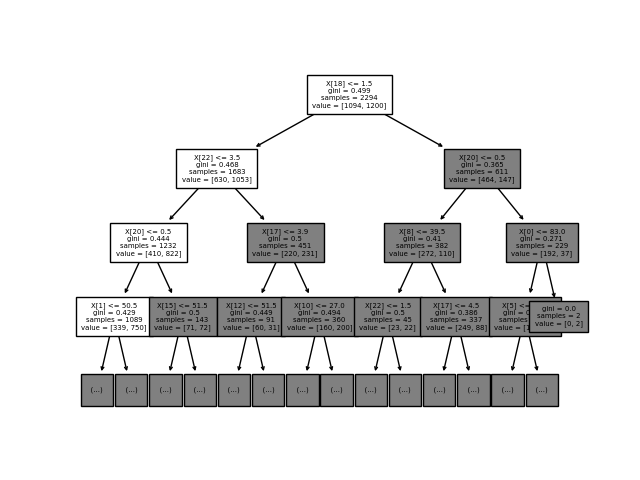 X[18] <= 1.5
gini = 0.499
samples = 2294
value = [1094, 1200]
X[22] <= 3.5
gini = 0.468
samples = 1683
value = [630, 1053]
X[20] <= 0.5
gini = 0.365
samples = 611
value = [464, 147]
X[20] <= 0.5
gini = 0.444
samples = 1232
value = [410, 822]
X[17] <= 3.9
gini = 0.5
samples = 451
value = [220, 231]
X[8] <= 39.5
gini = 0.41
samples = 382
value = [272, 110]
X[0] <= 83.0
gini = 0.271
samples = 229
value = [192, 37]
X[1] <= 50.5
gini = 0.429
samples = 1089
value = [339, 750]
X[15] <= 51.5
gini = 0.5
samples = 143
value = [71, 72]
X[12] <= 51.5
gini = 0.449
samples = 91
value = [60, 31]
X[10] <= 27.0
gini = 0.494
samples = 360
value = [160, 200]
X[22] <= 1.5
gini = 0.5
samples = 45
value = [23, 22]
X[17] <= 4.5
gini = 0.386
samples = 337
value = [249, 88]
X[5] <=
gini =
samples
value =
gini = 0.0
samples = 2
value = [0, 2]
(...)
(...)
(...)
(...)
(...)
(...)
(...)
(...)
(...)
(...)
(...)
(...)
(...)
(...)